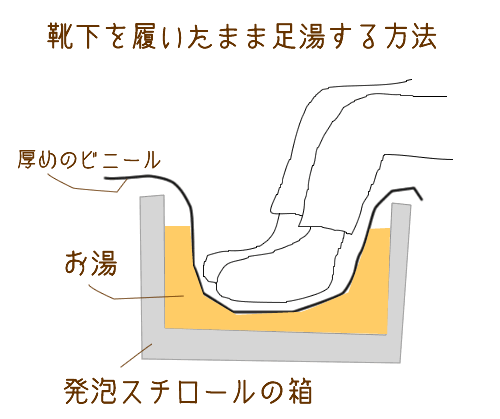 靴下を履いたまま足湯する方法
厚めのビニール
お湯
発泡スチロールの箱